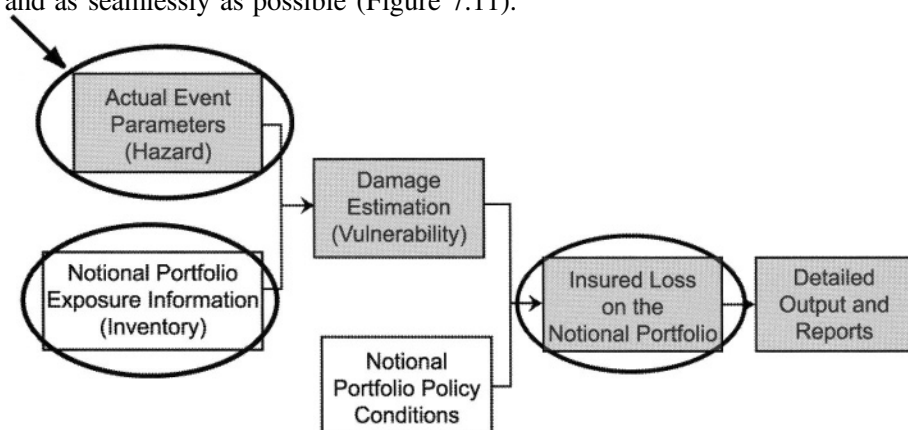 and as seamlessly as possible (Figure 7.11).
Actual Event
Parameters
(Hazard)
Damage
Estimation
(Vulnerability)
Notional Portfolio
Exposure Information
(Inventory)
Insured Loss
on the
Notional Portfolio
Detailed
Output and
Reports
Notional
Portfolio Policy
Conditions